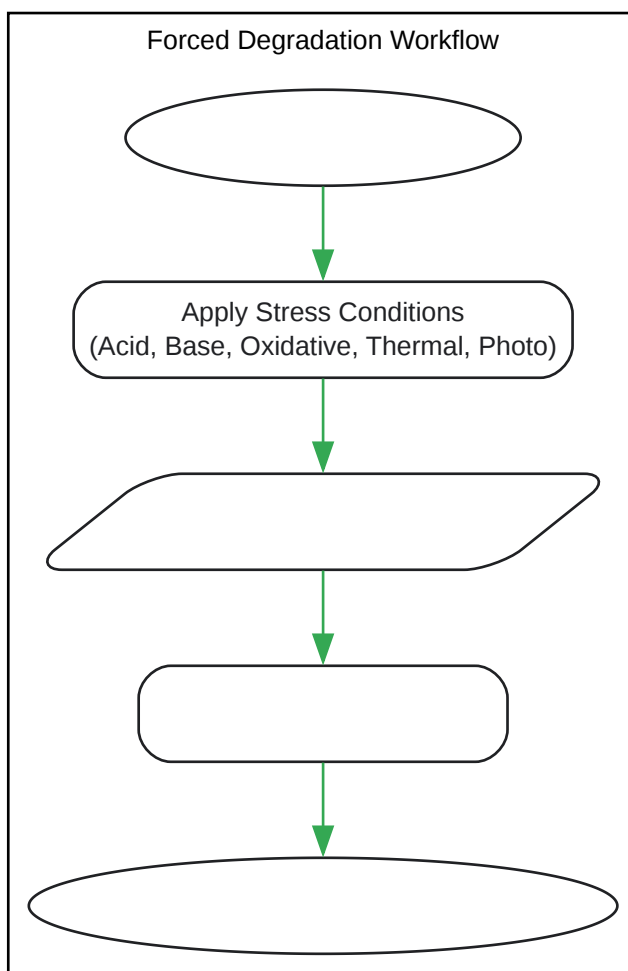 Forced Degradation Workflow
Apply Stress Conditions
(Acid, Base, Oxidative, Thermal, Photo)